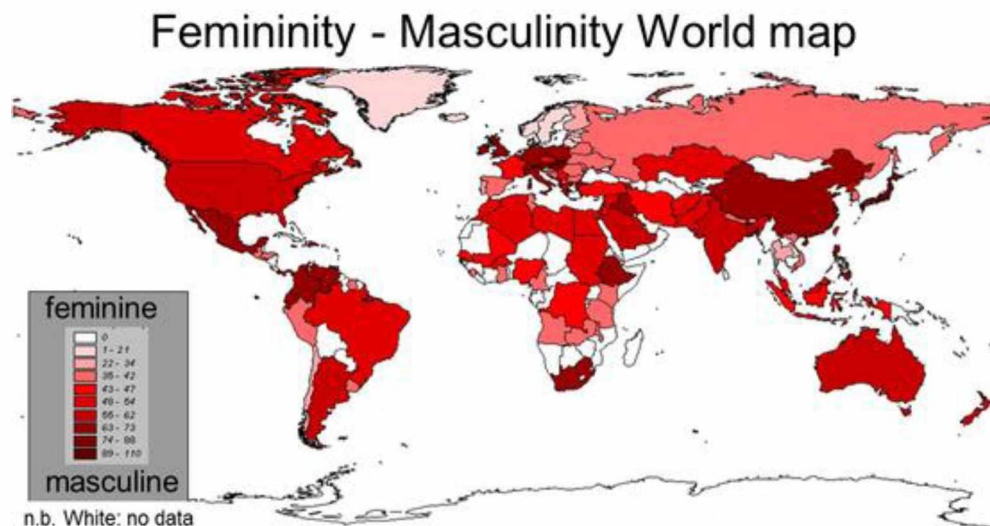 Femininity - Masculinity World map
feminine
0
1 - 21
22 - 34
35 - 42
43 - 47
48 - 54
55 - 62
63 - 73
74 - 88
89 - 110
masculine
n.b. White: no data